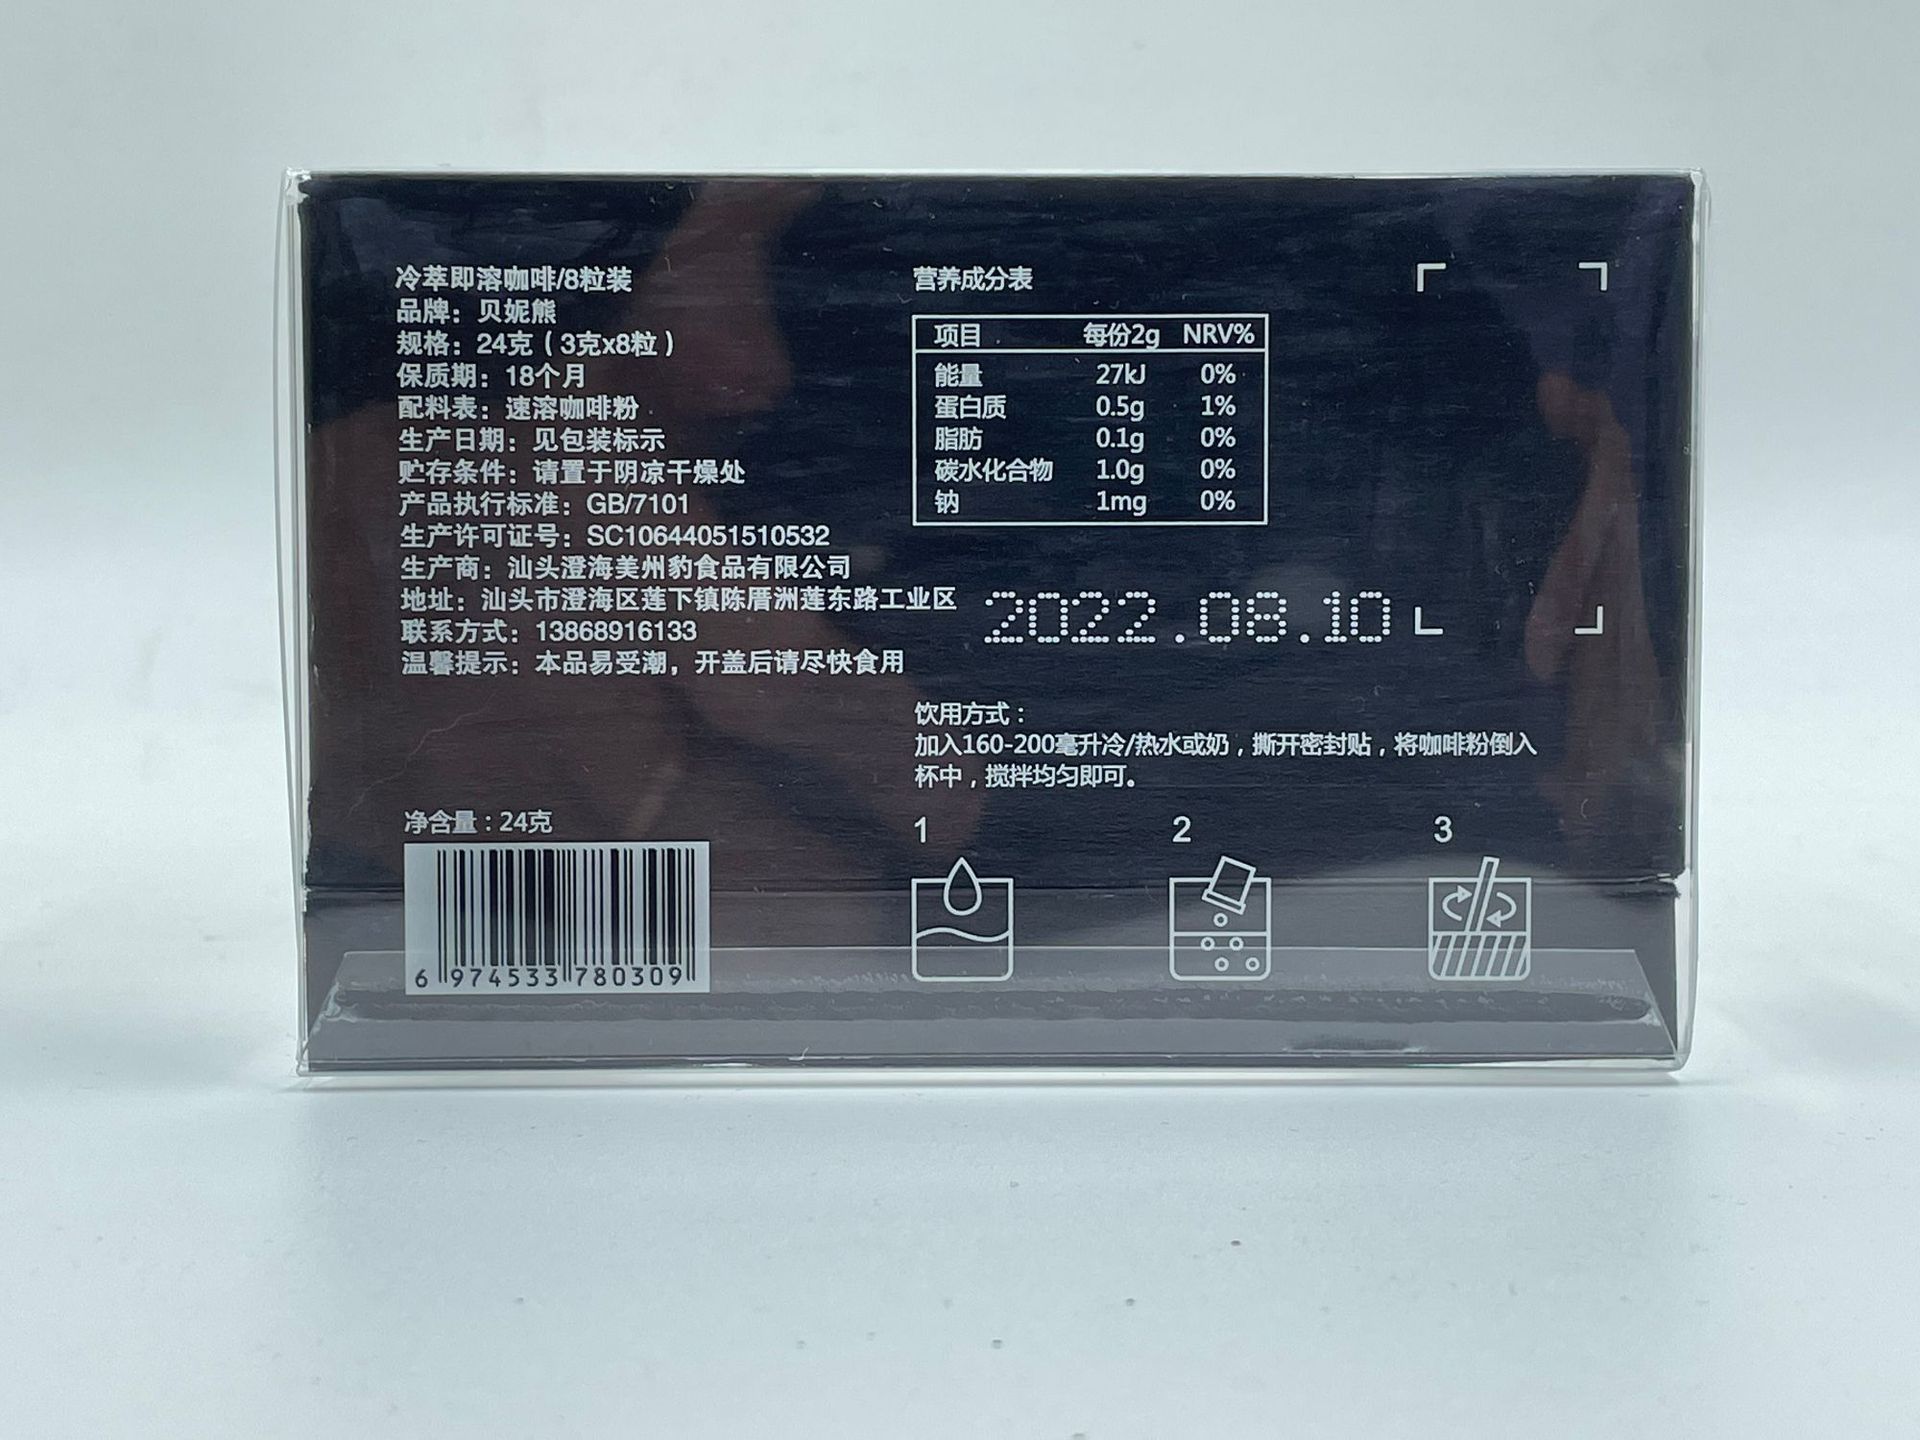 冷萃即溶咖啡/8粒装
品牌：贝妮熊
规格：24克（3克x8粒）
保质期：18个月
配料表：速溶咖啡粉
生产日期：见包装标示
贮存条件：请置于阴凉干燥处
产品执行标准：GB/7101
生产许可证号：SC10644051510532
生产商：汕头澄海美州豹食品有限公司
地址：汕头市澄海区莲下镇陈厝洲莲东路工业区
联系方式：13868916133
温馨提示：本品易受潮，开盖后请尽快食用
净含量：24克
6 974533 780309
营养成分表
项目 每份2g NRV%
能量 27kJ 0%
蛋白质 0.5g 1%
脂肪 0.1g 0%
碳水化合物 1.0g 0%
钠 1mg 0%
2022.08.10
饮用方式：
加入160-200毫升冷/热水或奶，撕开密封贴，将咖啡粉倒入
杯中，搅拌均匀即可。
1 2 3